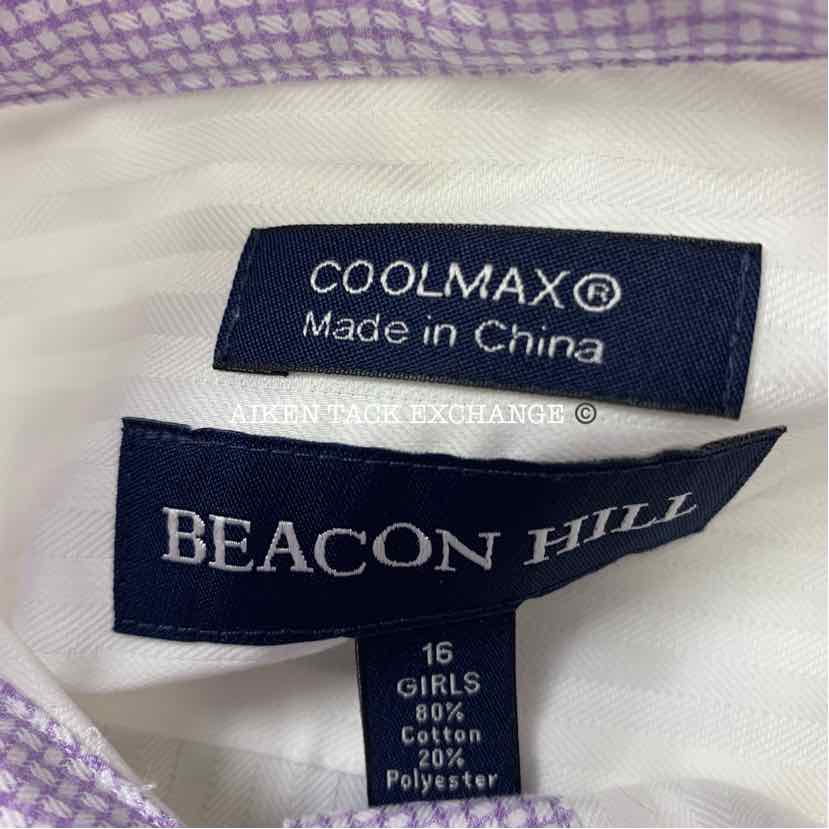 COOLMAX®
Made in China
AIKEN TACK EXCHANGE ©
BEACON HILL
16
GIRLS
80%
Cotton
20%
Polyester